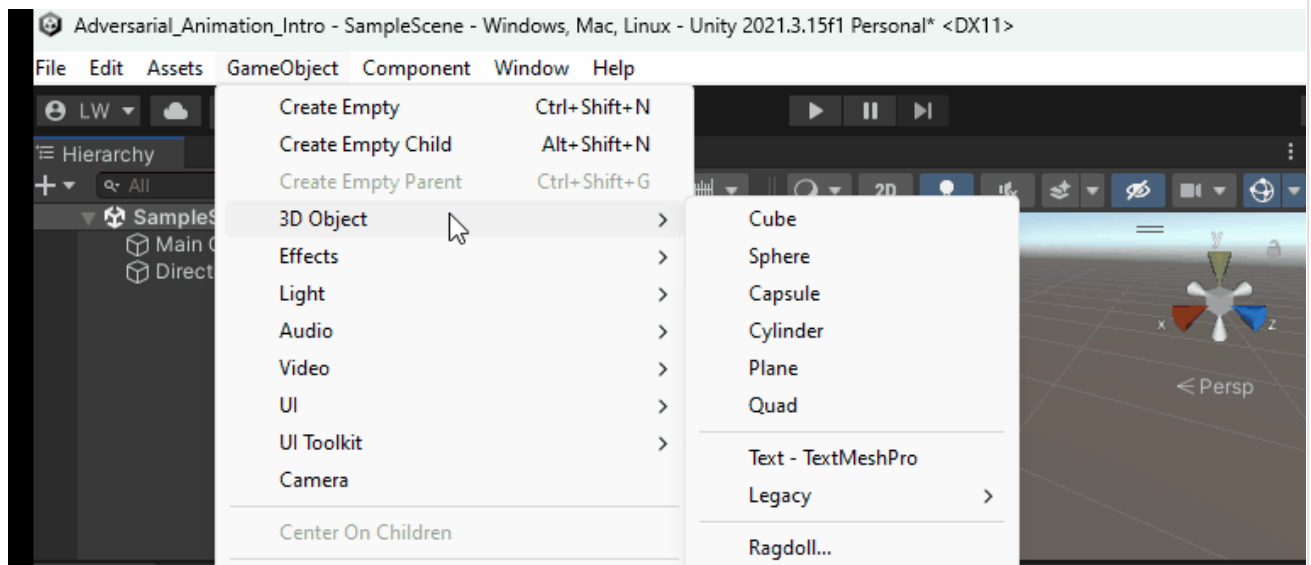 Adversarial_Animation_Intro - SampleScene - Windows, Mac, Linux - Unity 2021.3.15f1 Personal* <DX11>
File Edit Assets GameObject Component Window Help
LW
Hierarchy
All
SampleS
Main
Direct
Create Empty Ctrl+Shift+N
Create Empty Child Alt+Shift+N
Create Empty Parent Ctrl+Shift+G
3D Object
Effects
Light
Audio
Video
UI
UI Toolkit
Camera
Center On Children
2D
Cube
Sphere
Capsule
Cylinder
Plane
Quad
Text - TextMeshPro
Legacy
Ragdoll...
y
x
z
Persp